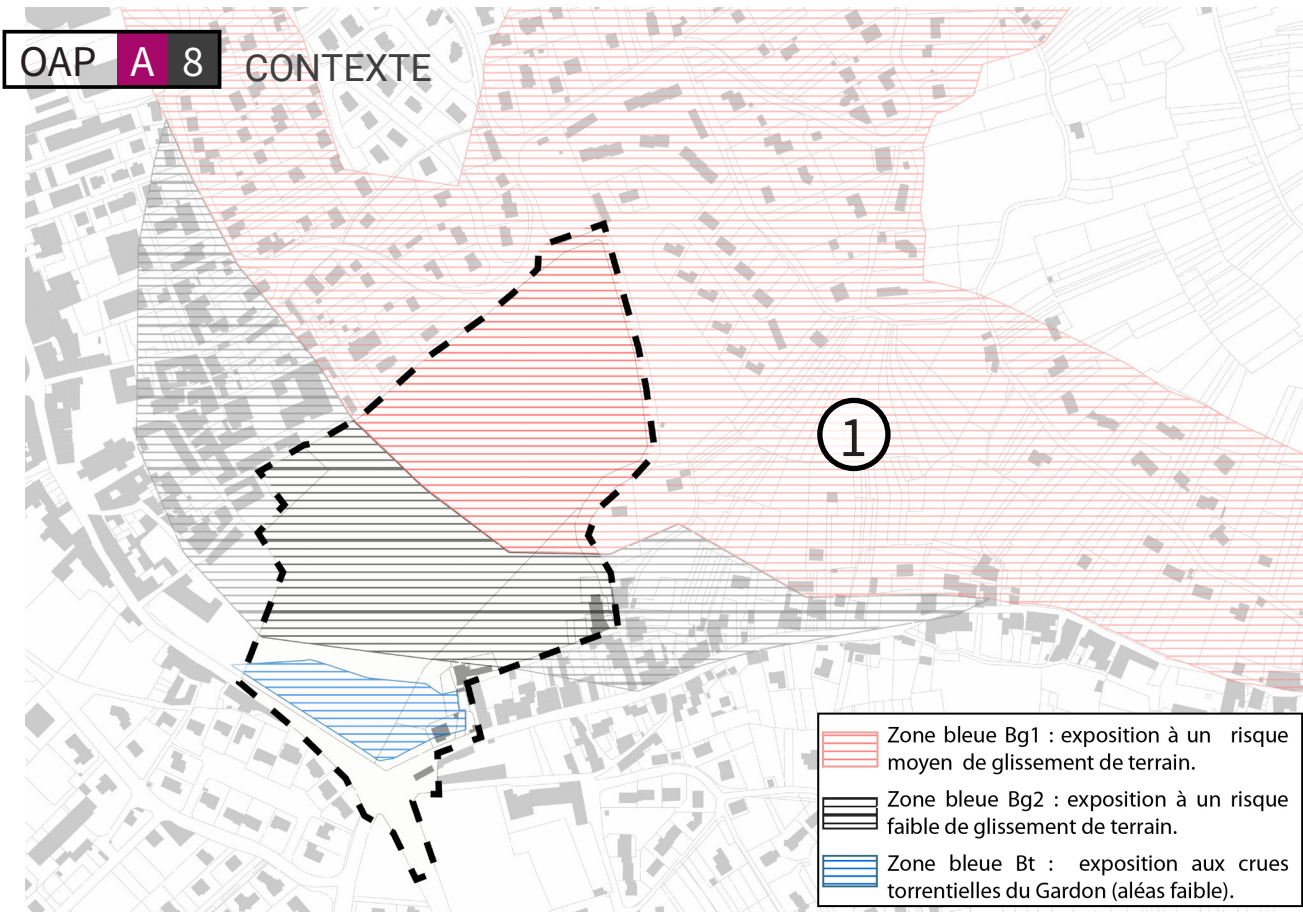 OAP A 8 CONTEXTE
1
Zone bleue Bg1 : exposition à un risque
moyen de glissement de terrain.
Zone bleue Bg2 : exposition à un risque
faible de glissement de terrain.
Zone bleue Bt : exposition aux crues
torrentielles du Gardon (aléas faible).